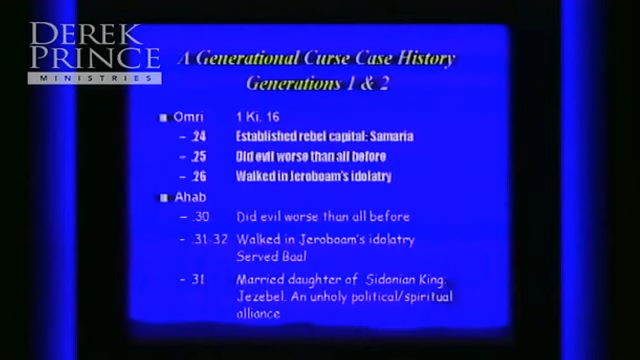 DEREK
PRINCE
MINISTRIES
A Generational Curse Case History
Generations 1 & 2
Omri 1 Ki. 16
– .24 Established rebel capital: Samaria
– .25 Did evil worse than all before
– .26 Walked in Jeroboam's idolatry
Ahab
– .30 Did evil worse than all before
– .31-32 Walked in Jeroboam's idolatry
Served Baal
– .31 Married daughter of Sidonian King:
Jezebel. An unholy political/spiritual
alliance